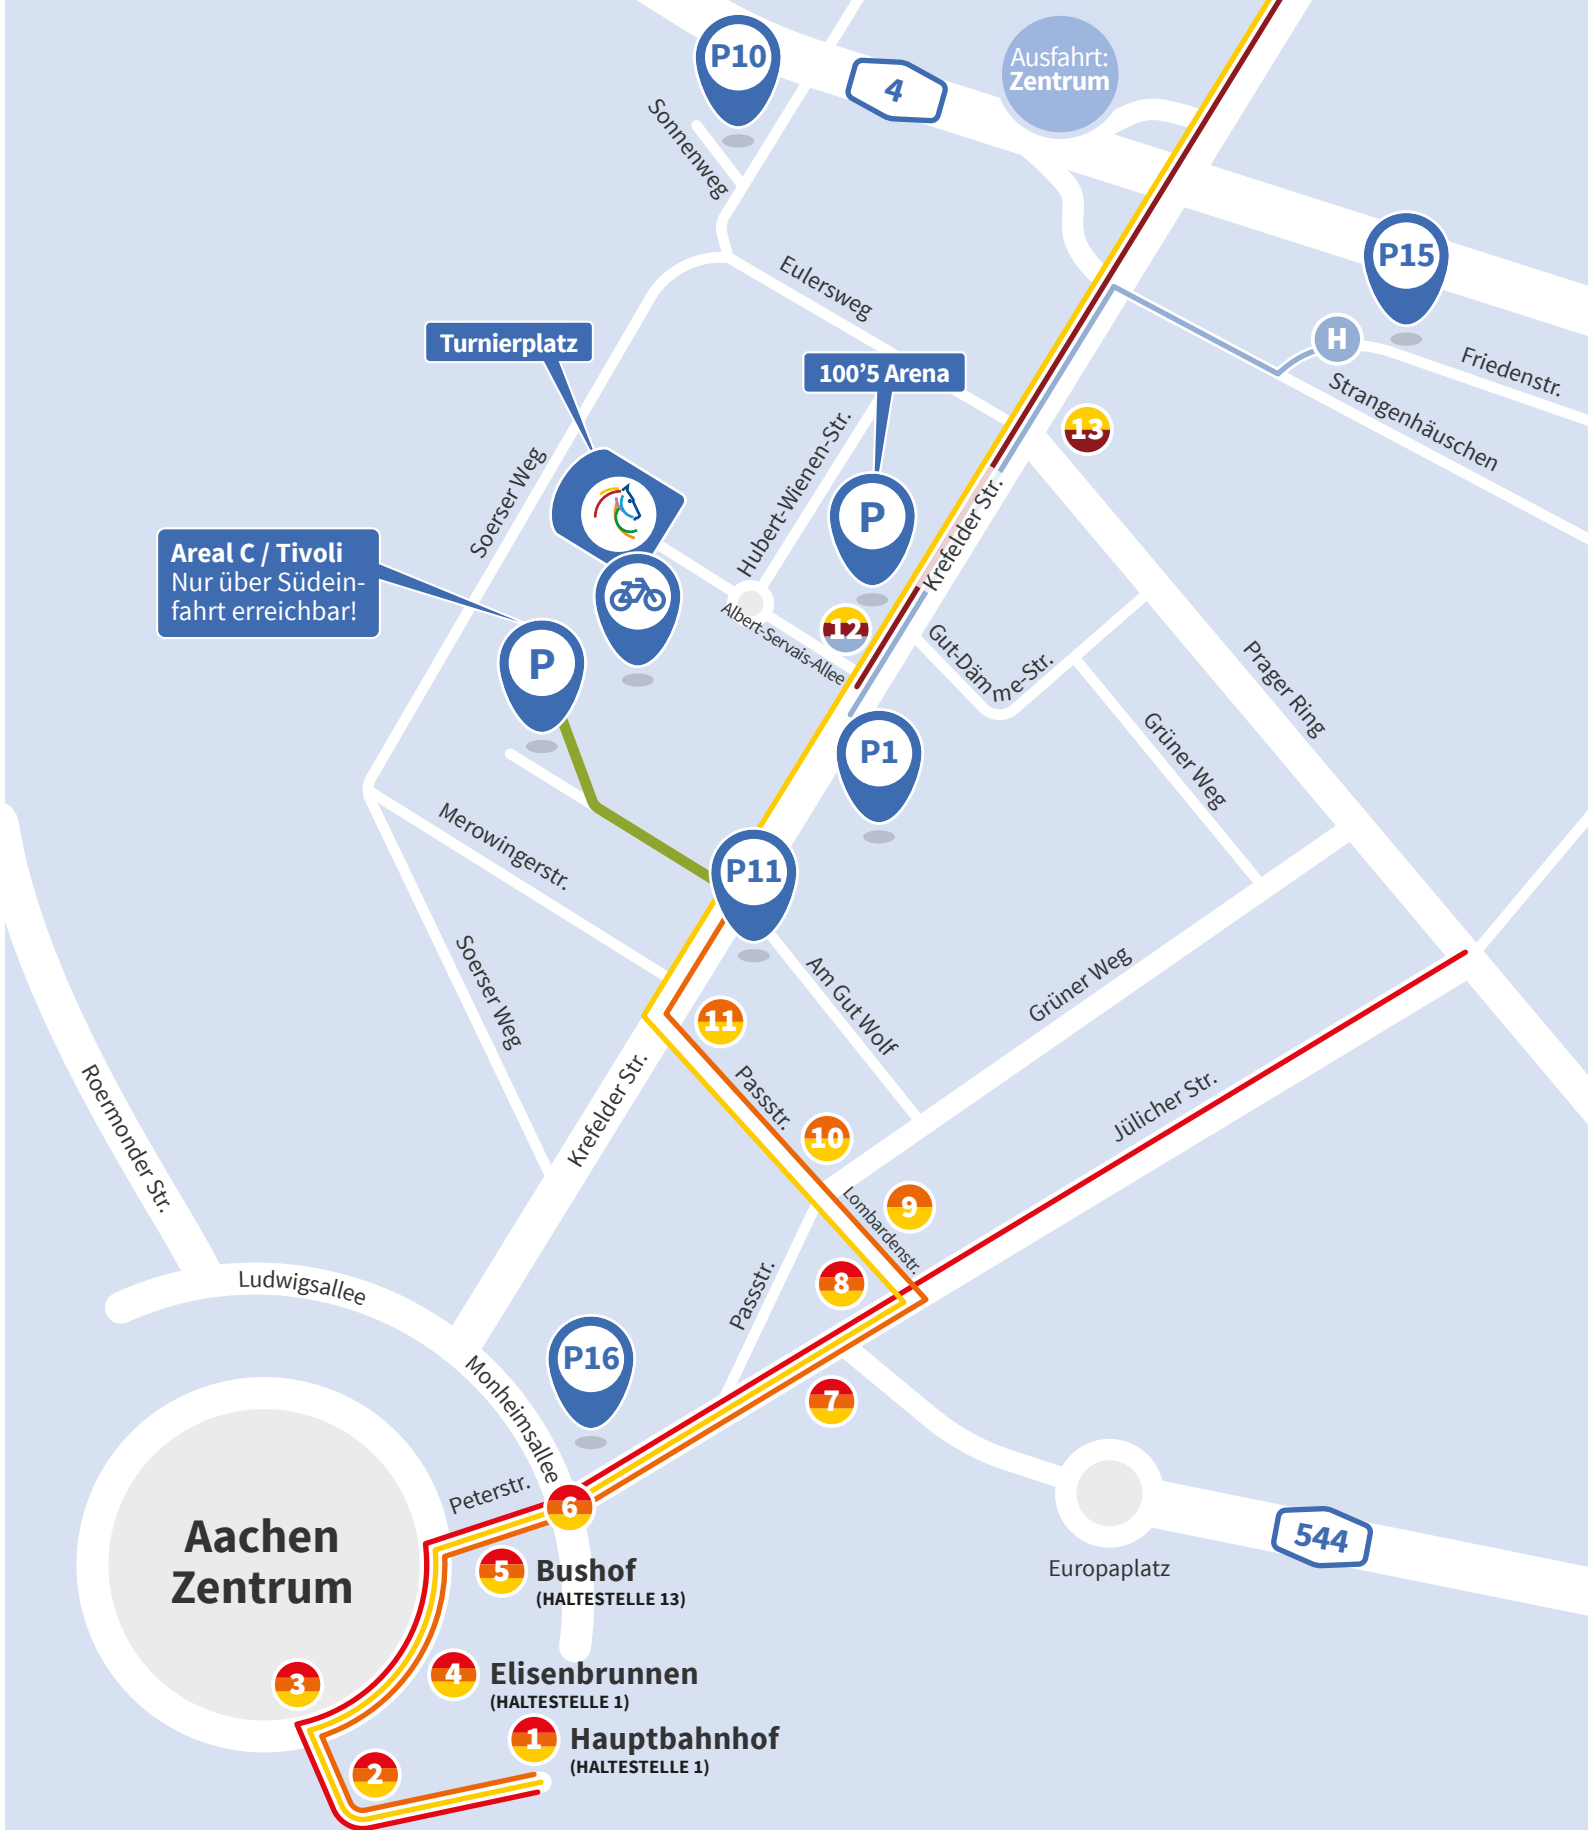 P10
4
Ausfahrt:
Zentrum
Sonnenweg
P15
Eulersweg
H
Friedenstr.
Strangenhäuschen
Turnierplatz
100’5 Arena
13
Soerser Weg
Hubert-Wienen-Str.
P
Krefelder Str.
Areal C / Tivoli
Nur über Südein-
fahrt erreichbar!
Albert-Servais-Allee
12
Gut-Dämme-Str.
P
Prager Ring
P1
Grüner Weg
Merowingerstr.
P11
Soerser Weg
Am Gut Wolf
Grüner Weg
11
Roermonder Str.
Krefelder Str.
Passstr.
10
Jülicher Str.
Lombardenstr.
9
Passstr.
8
Ludwigsallee
P16
Monheimsallee
7
Peterstr.
6
Aachen
Zentrum
544
Europaplatz
5
Bushof
(HALTESTELLE 13)
4
Elisenbrunnen
(HALTESTELLE 1)
3
1
Hauptbahnhof
(HALTESTELLE 1)
2